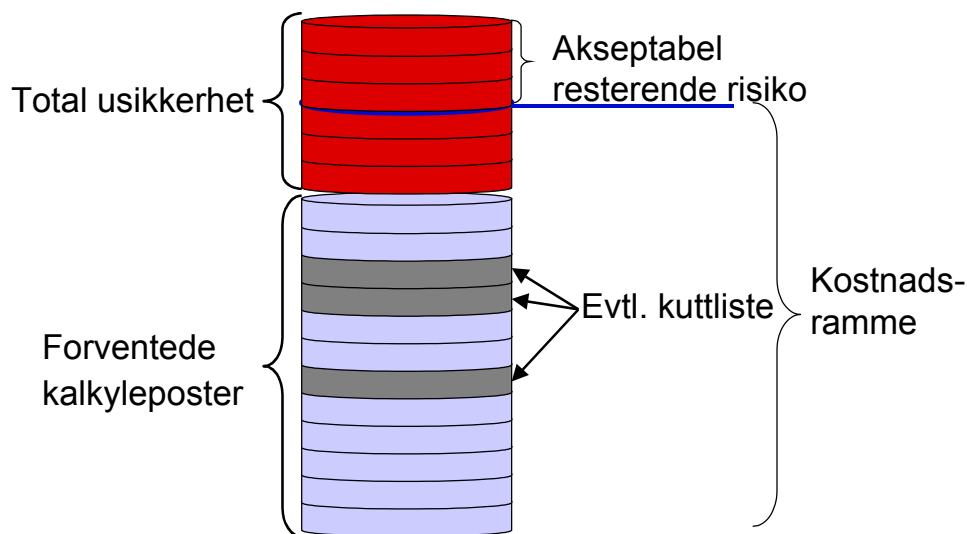 Akseptabel
resterende risiko
Total usikkerhet
Evtl. kuttliste
Kostnads-
ramme
Forventede
kalkyleposter